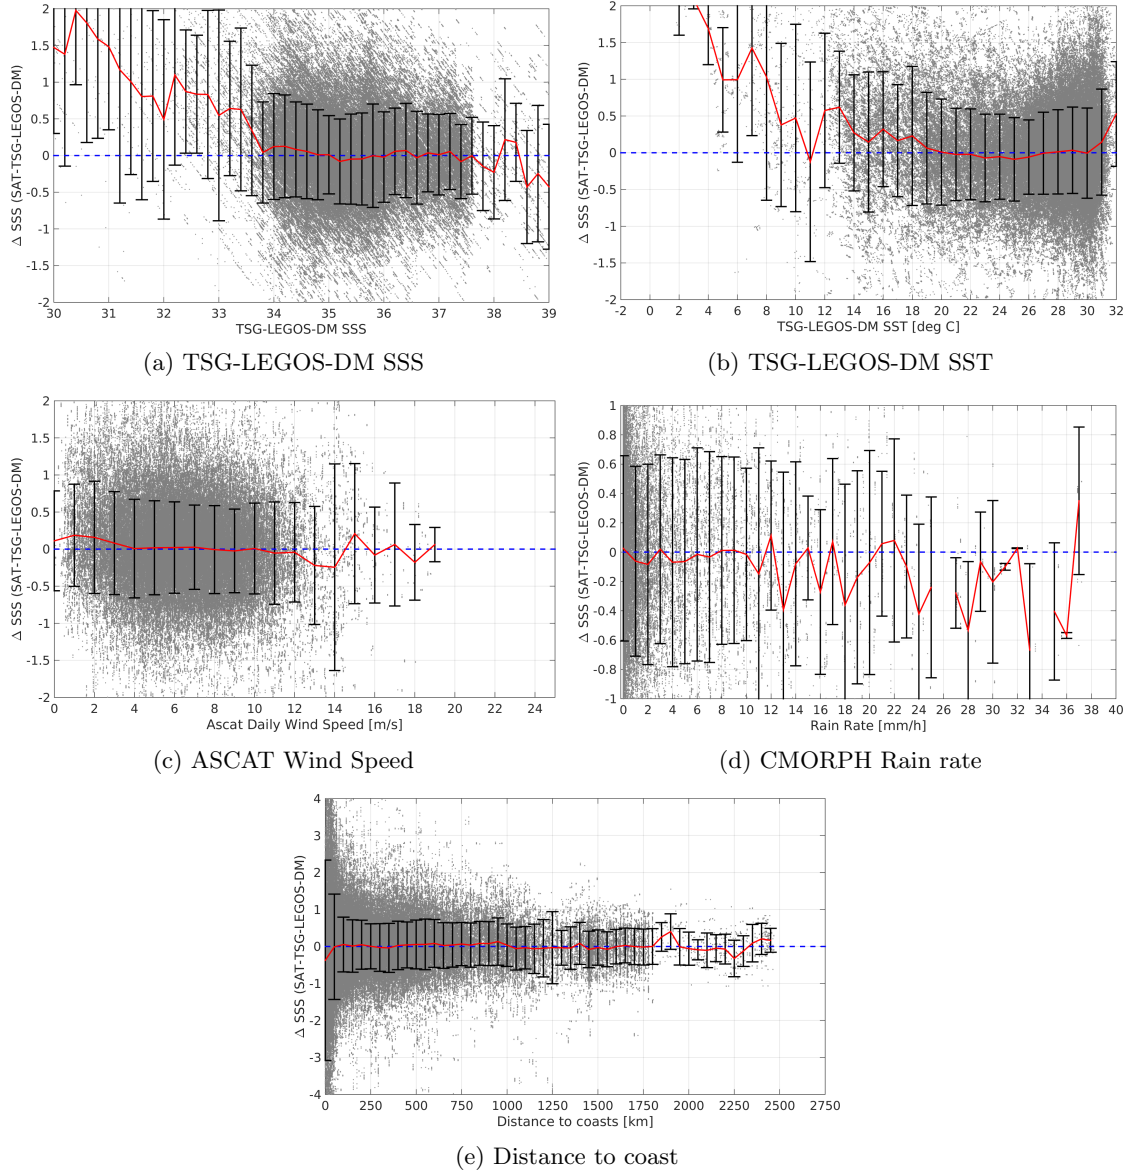 2
1.5
1
0.5
0
-0.5
-1
-1.5
-2
Δ SSS (SAT-TSG-LEGOS-DM)
30 31 32 33 34 35 36 37 38 39
TSG-LEGOS-DM SSS
(a) TSG-LEGOS-DM SSS
2
1.5
1
0.5
0
-0.5
-1
-1.5
-2
Δ SSS (SAT-TSG-LEGOS-DM)
-2 0 2 4 6 8 10 12 14 16 18 20 22 24 26 28 30 32
TSG-LEGOS-DM SST [deg C]
(b) TSG-LEGOS-DM SST
2
1.5
1
0.5
0
-0.5
-1
-1.5
-2
Δ SSS (SAT-TSG-LEGOS-DM)
0 2 4 6 8 10 12 14 16 18 20 22 24
Ascat Daily Wind Speed [m/s]
(c) ASCAT Wind Speed
1
0.8
0.6
0.4
0.2
0
-0.2
-0.4
-0.6
-0.8
-1
Δ SSS (SAT-TSG-LEGOS-DM)
0 2 4 6 8 10 12 14 16 18 20 22 24 26 28 30 32 34 36 38 40
Rain Rate [mm/h]
(d) CMORPH Rain rate
4
3
2
1
0
-1
-2
-3
-4
Δ SSS (SAT-TSG-LEGOS-DM)
0 250 500 750 1000 1250 1500 1750 2000 2250 2500 2750
Distance to coasts [km]
(e) Distance to coast